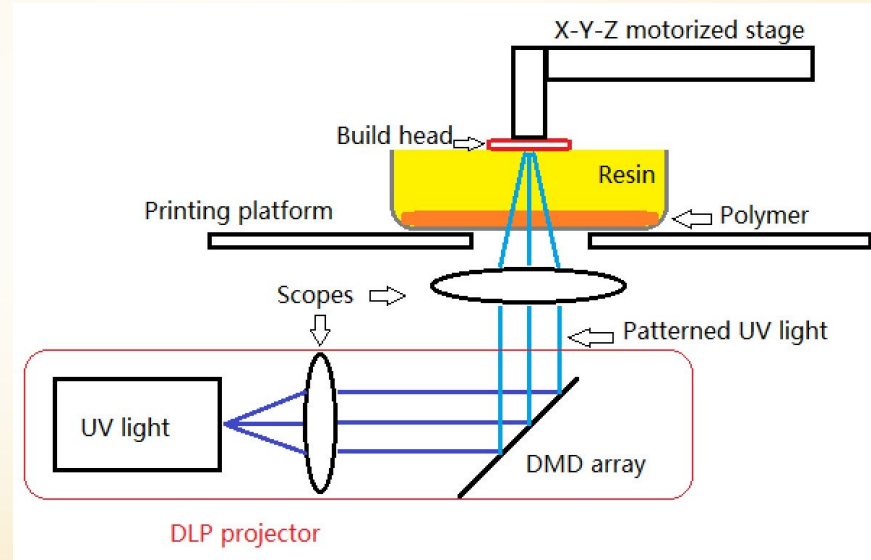 X-Y-Z motorized stage
Build head
Resin
Printing platform
Polymer
Scopes
Patterned UV light
UV light
DMD array
DLP projector